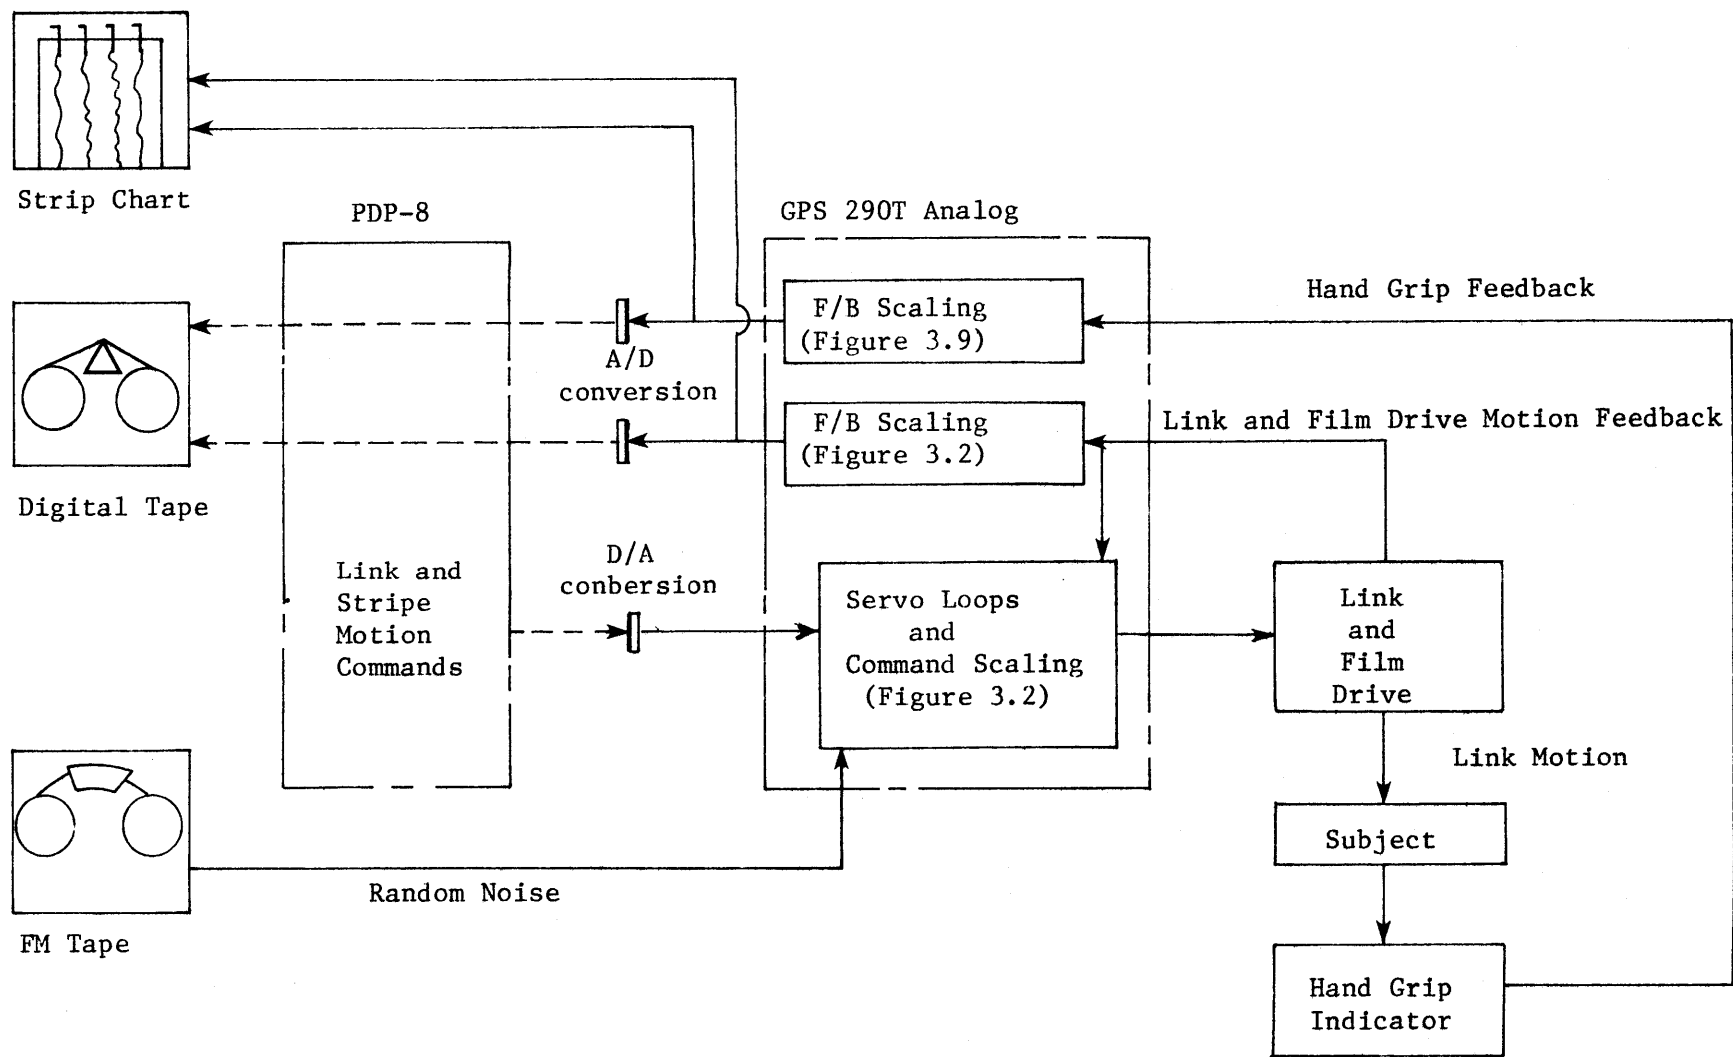 Strip Chart
PDP-8
GPS 290T Analog
F/B Scaling
(Figure 3.9)
Hand Grip Feedback
A/D
conversion
F/B Scaling
(Figure 3.2)
Link and Film Drive Motion Feedback
Digital Tape
Link and
Stripe
Motion
Commands
D/A
conbersion
Servo Loops
and
Command Scaling
(Figure 3.2)
Link
and
Film
Drive
Link Motion
Subject
Random Noise
FM Tape
Hand Grip
Indicator